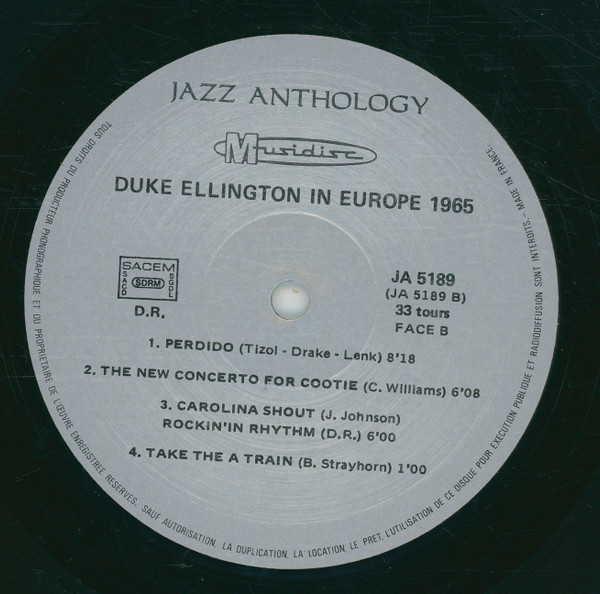 JAZZ ANTHOLOGY
Musidisc
DUKE ELLINGTON IN EUROPE 1965
SACEM
SACD
SDRM
SGDL
D.R.
JA 5189
(JA 5189 B)
33 tours
FACE B
1. PERDIDO (Tizol - Drake - Lenk) 8'18
2. THE NEW CONCERTO FOR COOTIE (C. Williams) 6'08
3. CAROLINA SHOUT (J. Johnson)
ROCKiN'IN RHYTHM (D.R.) 6'00
4. TAKE THE A TRAIN (B. Strayhorn) 1'00
TOUS DROITS DU PRODUCTEUR PHONOGRAPHIQUE ET DU PROPRIETAIRE DE L'ŒUVRE ENREGISTREE RESERVES. SAUF AUTORISATION, LA DUPLICATION, LA LOCATION, LE PRET, L'UTILISATION DE CE DISQUE POUR EXECUTION PUBLIQUE ET RADIODIFFUSION SONT INTERDITS. - MADE IN FRANCE.